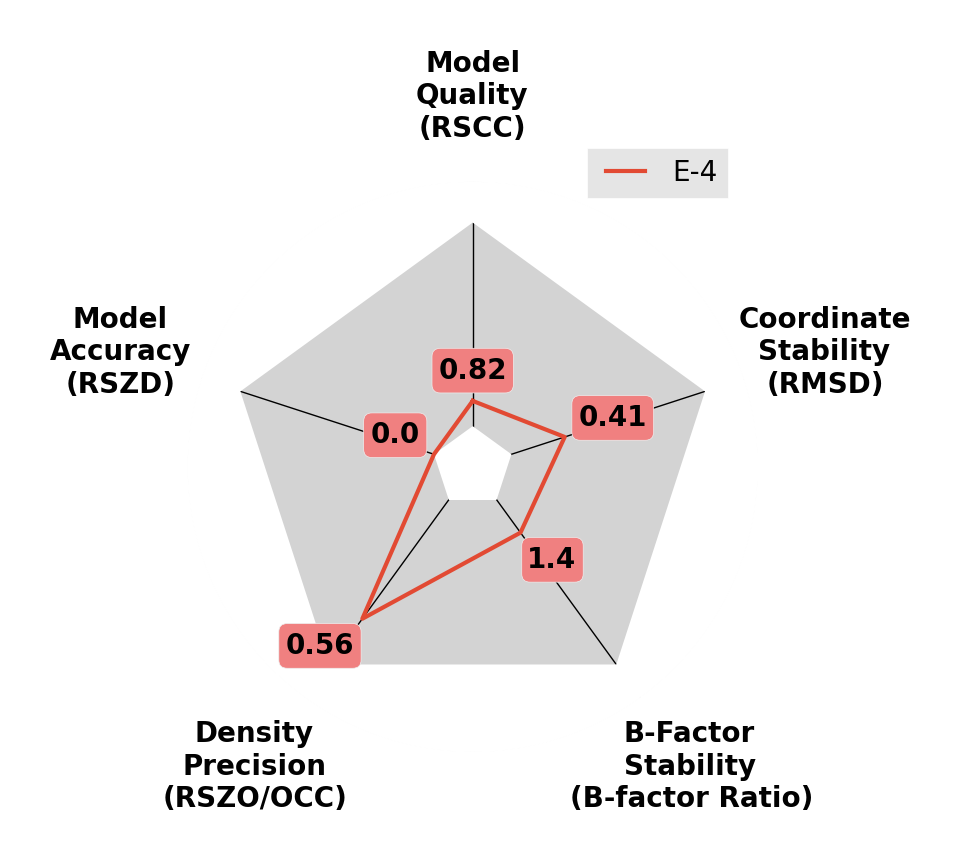 Model
Quality
(RSCC)
E-4
Model
Accuracy
(RSZD)
Coordinate
Stability
(RMSD)
0.82
0.41
0.0
1.4
0.56
Density
Precision
(RSZO/OCC)
B-Factor
Stability
(B-factor Ratio)